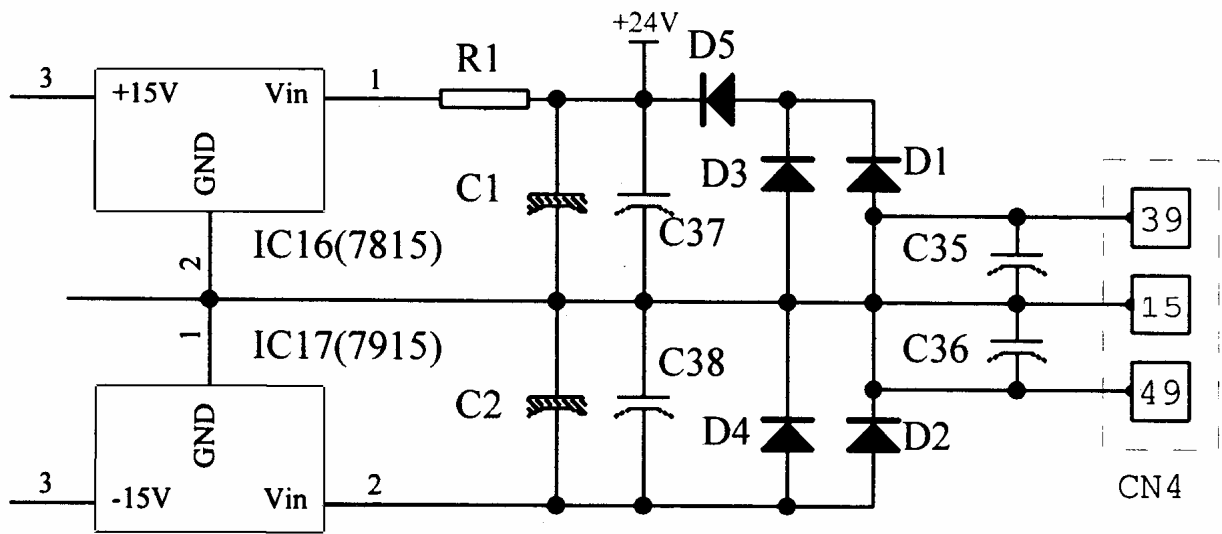 +24V
D5
R1
3
+15V
Vin
1
GND
D3
D1
C1
39
C37
IC16(7815)
2
C35
15
1
IC17(7915)
C36
C38
C2
49
D4
D2
GND
3
-15V
Vin
2
CN4